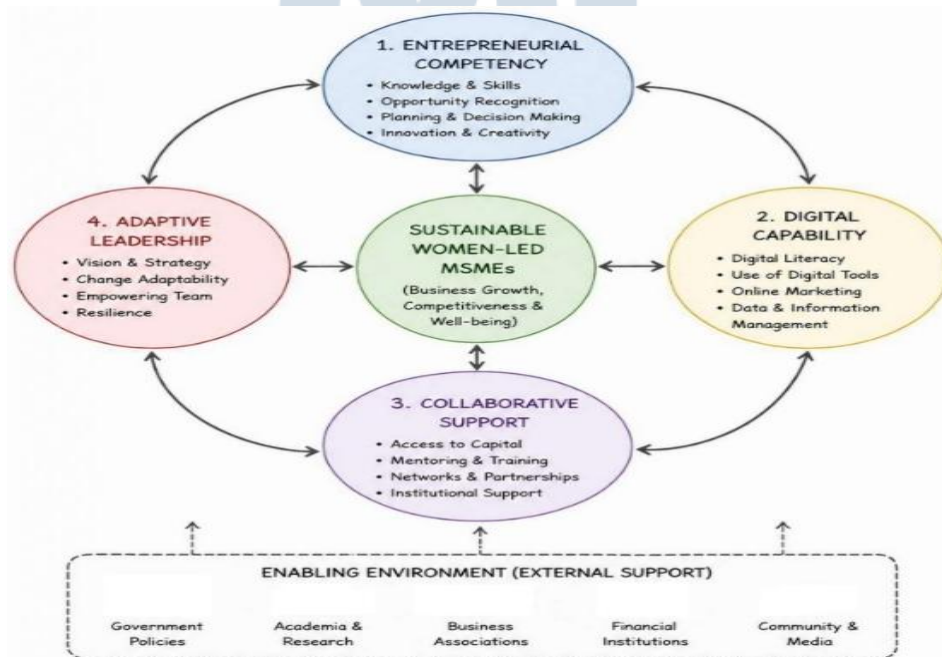 1. ENTREPRENEURIAL
COMPETENCY
• Knowledge & Skills
• Opportunity Recognition
• Planning & Decision Making
• Innovation & Creativity
4. ADAPTIVE
LEADERSHIP
• Vision & Strategy
• Change Adaptability
• Empowering Team
• Resilience
SUSTAINABLE
WOMEN-LED
MSMEs
(Business Growth,
Competitiveness &
Well-being)
2. DIGITAL
CAPABILITY
• Digital Literacy
• Use of Digital Tools
• Online Marketing
• Data & Information
Management
3. COLLABORATIVE
SUPPORT
• Access to Capital
• Mentoring & Training
• Networks & Partnerships
• Institutional Support
ENABLING ENVIRONMENT (EXTERNAL SUPPORT)
Government
Policies
Academia &
Research
Business
Associations
Financial
Institutions
Community &
Media